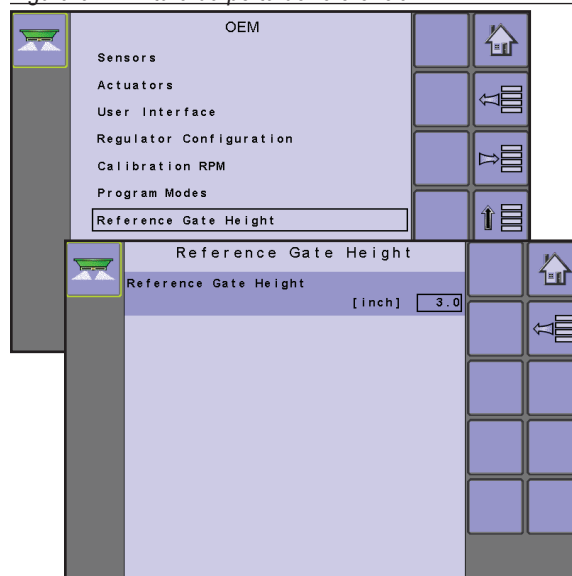 OEM
Sensors
Actuators
User Interface
Regulator Configuration
Calibration RPM
Program Modes
Reference Gate Height
Reference Gate Height
Reference Gate Height
[inch] 3.0